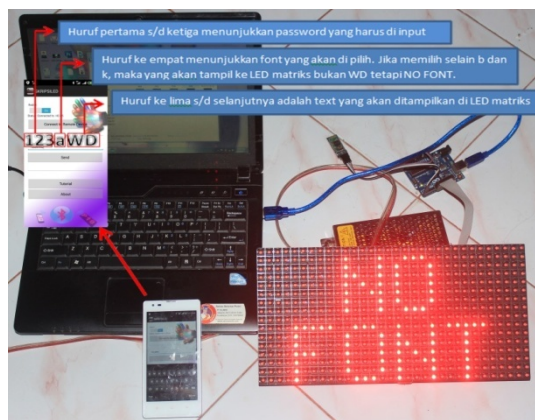 Huruf pertama s/d ketiga menunjukkan password yang harus di input
Huruf ke empat menunjukkan font yang akan di pilih. Jika memilih selain b dan
k, maka yang akan tampil ke LED matriks bukan WD tetapi NO FONT.
Huruf ke lima s/d selanjutnya adalah text yang akan ditampilkan di LED matriks
123aWD
Send
Tutorial
About
NO
FONT